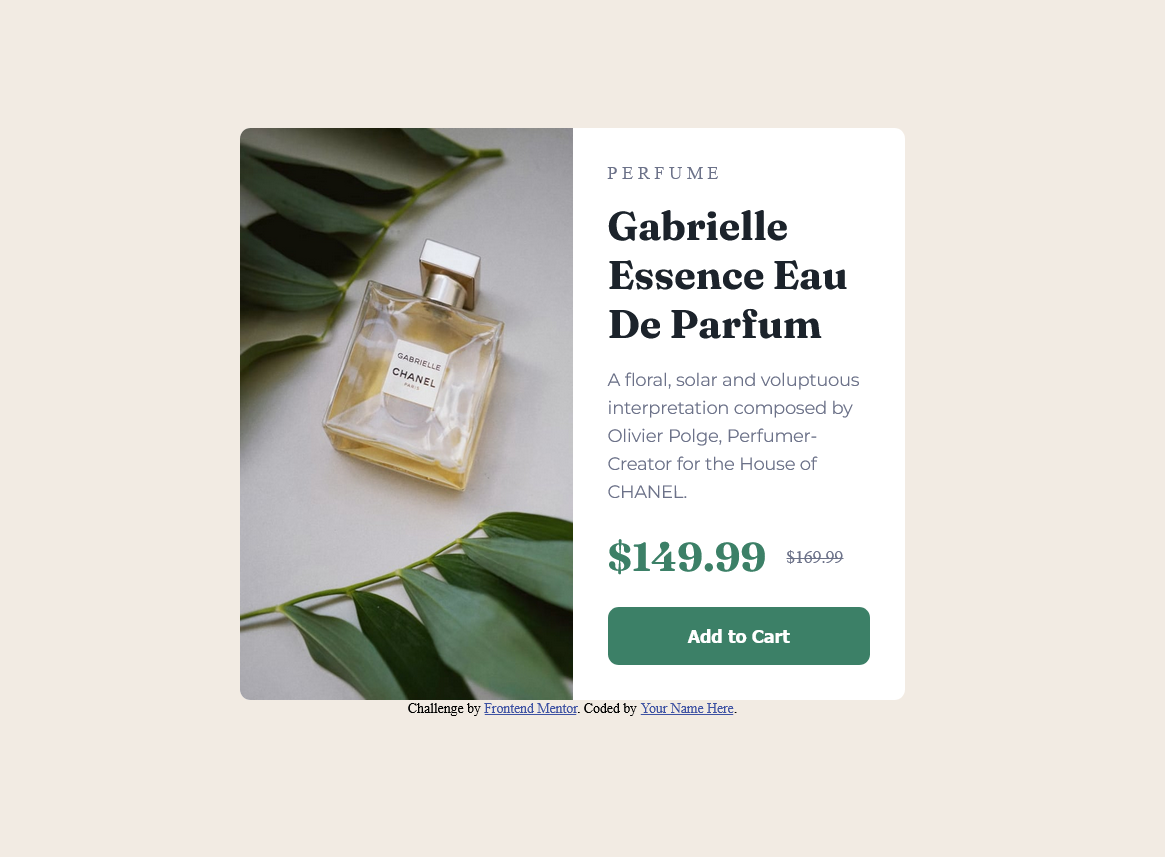 GABRIELLE
CHANEL
PARIS
PERFUME
Gabrielle
Essence Eau
De Parfum
A floral, solar and voluptuous
interpretation composed by
Olivier Polge, Perfumer-
Creator for the House of
CHANEL.
$149.99 $169.99
Add to Cart
Challenge by Frontend Mentor. Coded by Your Name Here.